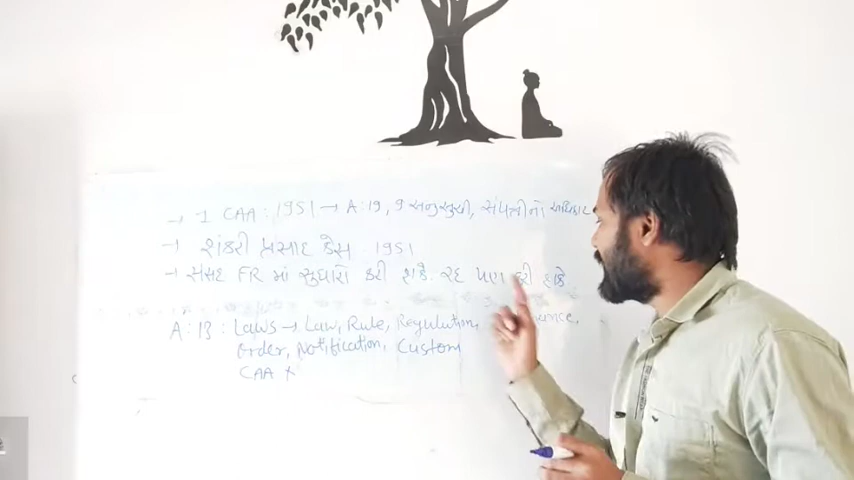 → 1 CAA : 1951 → A:19, 9 અનુસુચી, સંપત્તીનો અધિકાર
→ શંકરી પ્રસાદ કેસ 1951
→ સંસદ FR માં સુધારો કરી શકે. રદ પણ કરી શકે.
A:13 : Laws → Law, Rule, Regulution,
Order, Notification, Custom
CAA ×